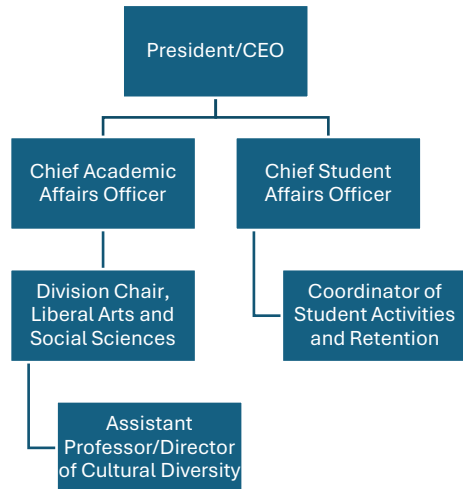 President/CEO
Chief Academic
Affairs Officer
Chief Student
Affairs Officer
Division Chair,
Liberal Arts and
Social Sciences
Coordinator of
Student Activities
and Retention
Assistant
Professor/Director
of Cultural Diversity